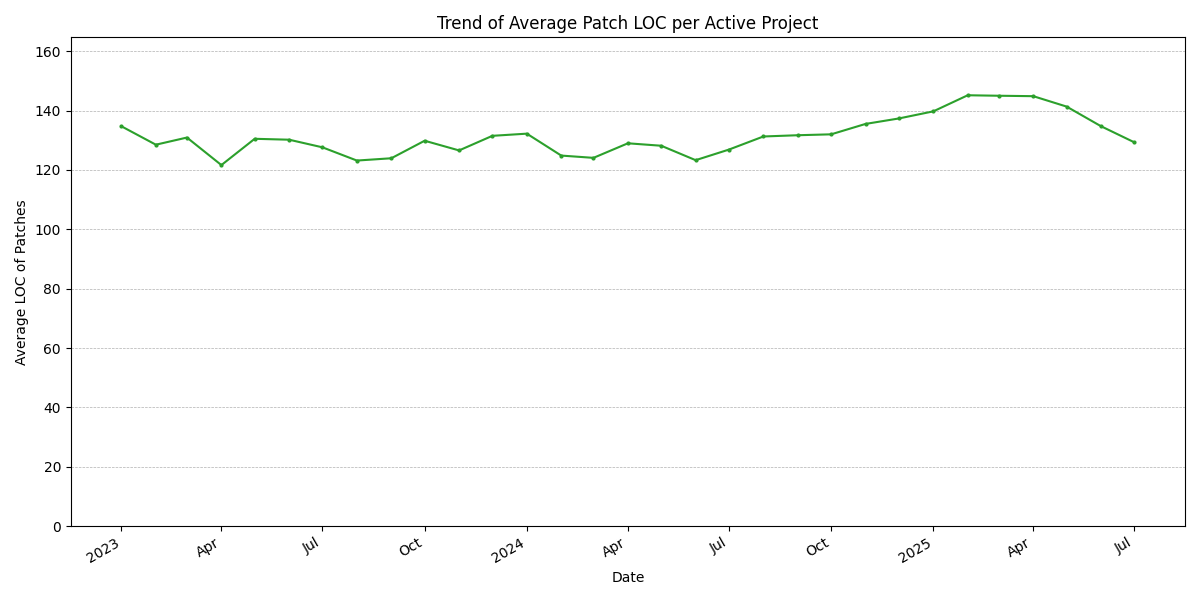 Trend of Average Patch LOC per Active Project
160
140
120
100
80
60
40
20
0
Average LOC of Patches
2023 Apr Jul Oct 2024 Apr Jul Oct 2025 Apr Jul
Date